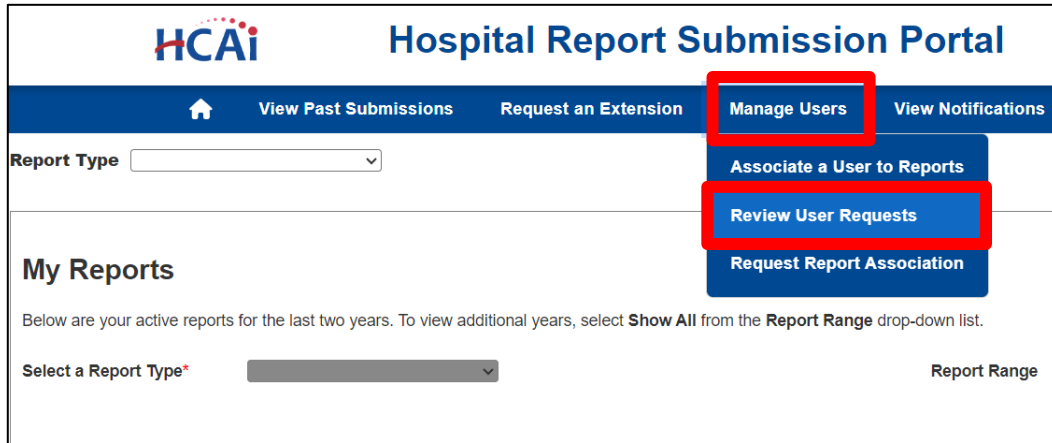 HCAi
Hospital Report Submission Portal
View Past Submissions
Request an Extension
Manage Users
View Notifications
Report Type
Associate a User to Reports
Review User Requests
Request Report Association
My Reports
Below are your active reports for the last two years. To view additional years, select Show All from the Report Range drop-down list.
Select a Report Type*
Report Range